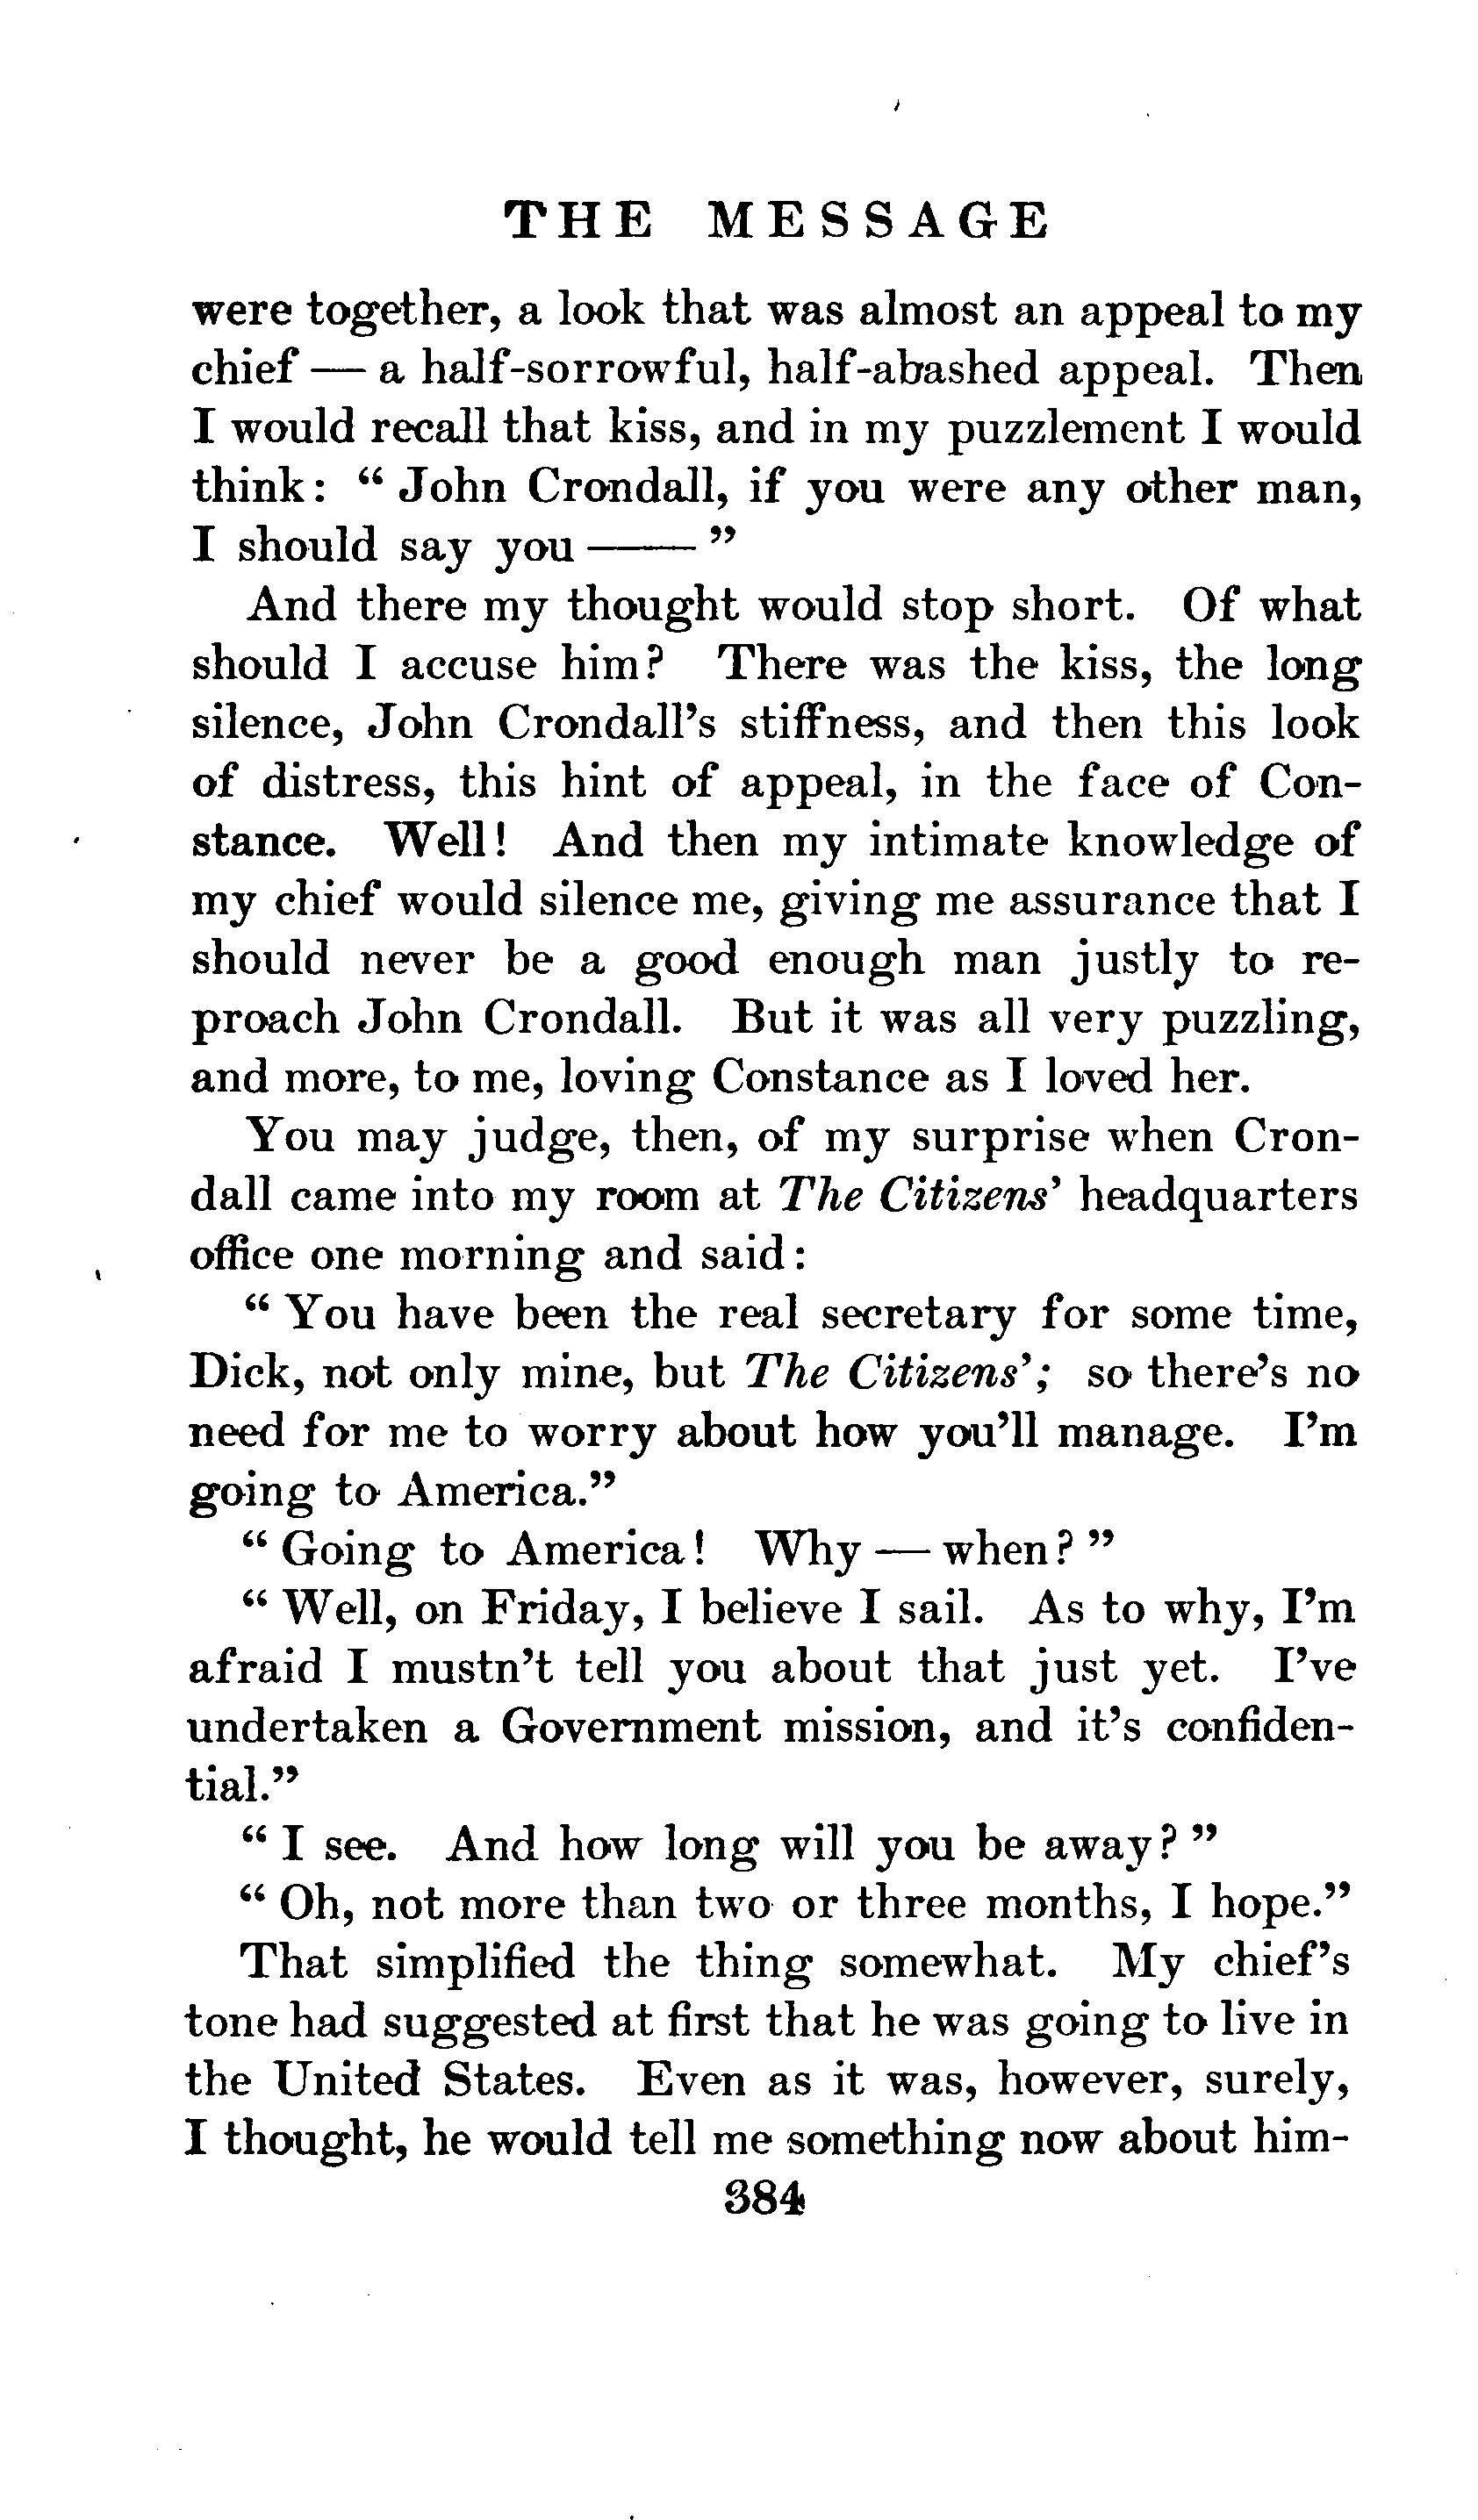 THE MESSAGE
were together, a look that was almost an appeal to my
chief — a half-sorrowful, half-abashed appeal. Then
I would recall that kiss, and in my puzzlement I would
think: “ John Crondall, if you were any other man,
I should say you —— ”
And there my thought would stop short. Of what
should I accuse him? There was the kiss, the long
silence, John Crondall’s stiffness, and then this look
of distress, this hint of appeal, in the face of Con-
stance. Well! And then my intimate knowledge of
my chief would silence me, giving me assurance that I
should never be a good enough man justly to re-
proach John Crondall. But it was all very puzzling,
and more, to me, loving Constance as I loved her.
You may judge, then, of my surprise when Cron-
dall came into my room at The Citizens’ headquarters
office one morning and said:
“ You have been the real secretary for some time,
Dick, not only mine, but The Citizens’; so there’s no
need for me to worry about how you’ll manage. I’m
going to America.”
“ Going to America! Why — when? ”
“ Well, on Friday, I believe I sail. As to why, I’m
afraid I mustn’t tell you about that just yet. I’ve
undertaken a Government mission, and it’s confiden-
tial.”
“ I see. And how long will you be away? ”
“ Oh, not more than two or three months, I hope.”
That simplified the thing somewhat. My chief’s
tone had suggested at first that he was going to live in
the United States. Even as it was, however, surely,
I thought, he would tell me something now about him-
384